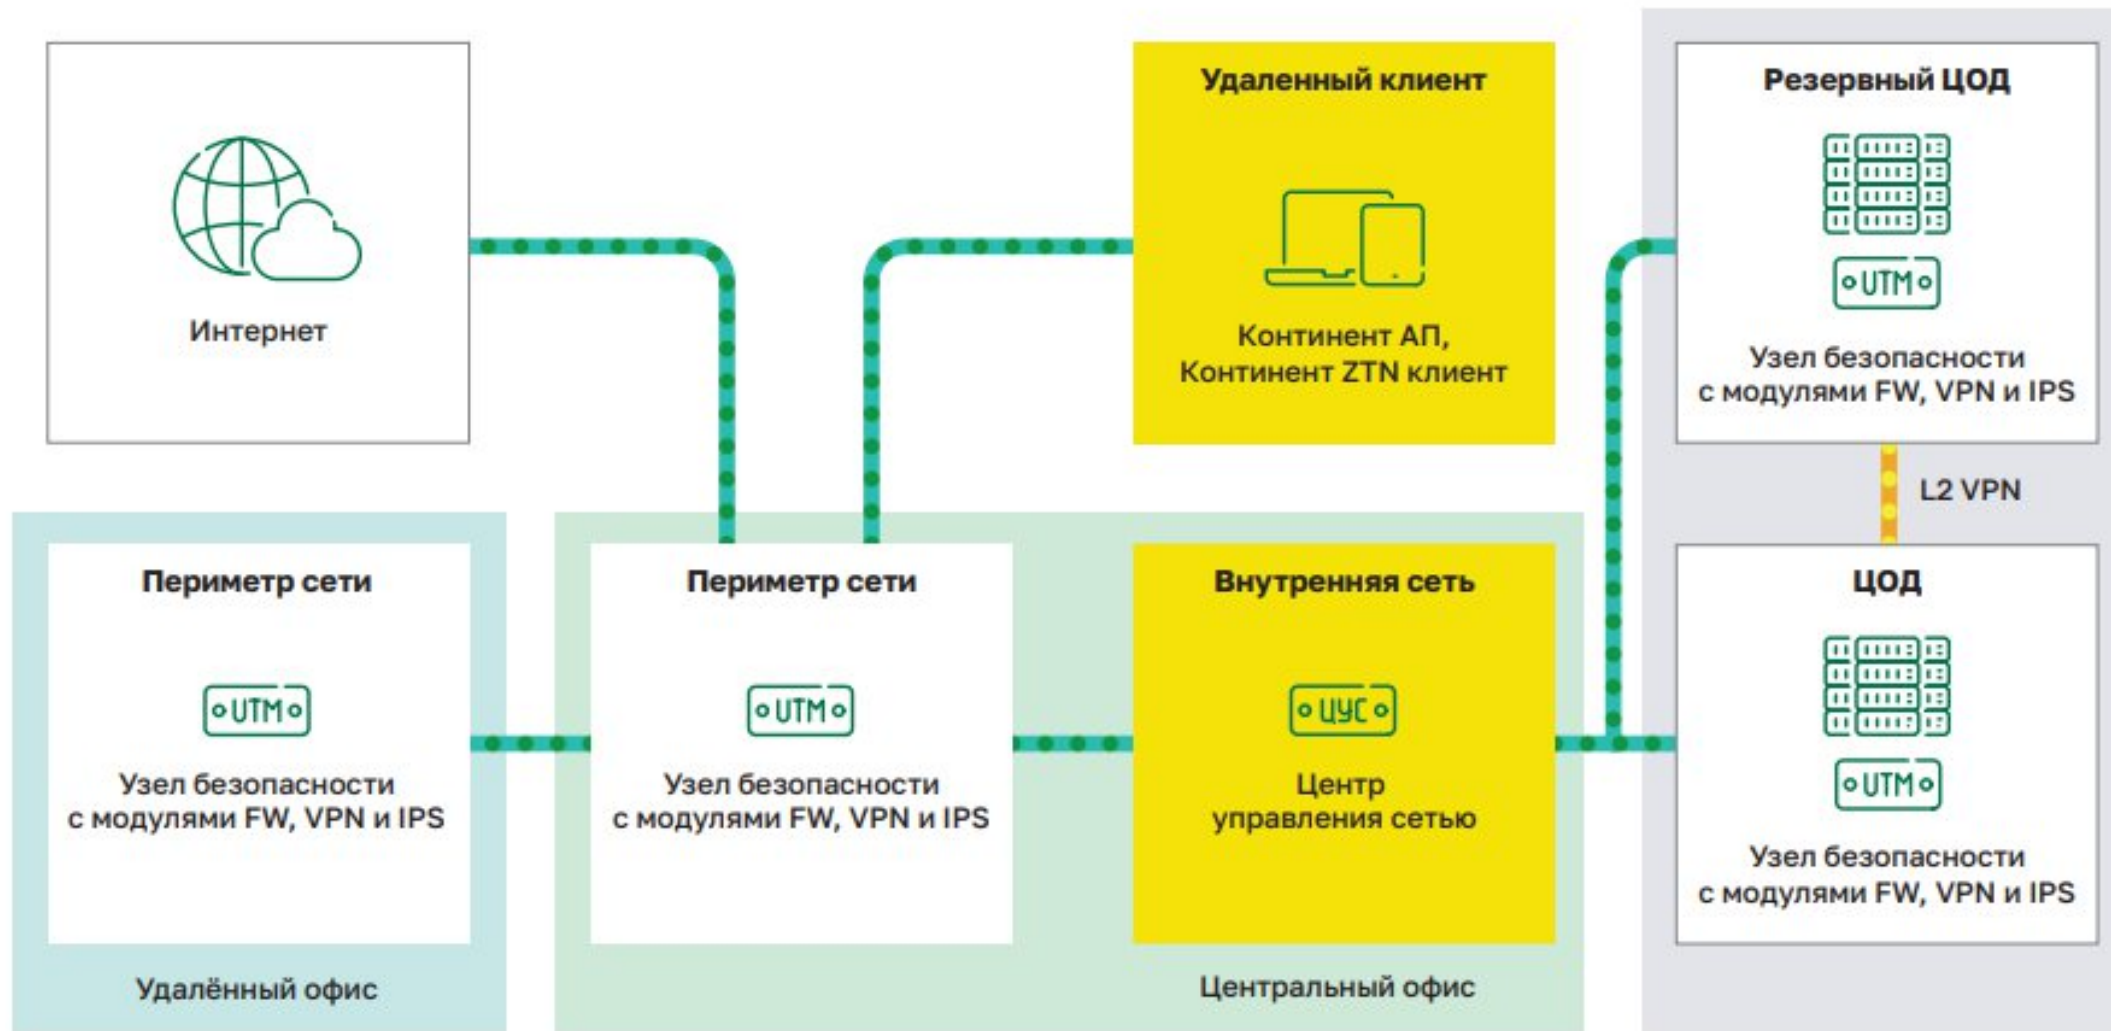 Интернет
Удаленный клиент
Континент АП,
Континент ZTN клиент
Резервный ЦОД
UTM
Узел безопасности
с модулями FW, VPN и IPS
L2 VPN
Периметр сети
UTM
Узел безопасности
с модулями FW, VPN и IPS
Удалённый офис
Периметр сети
UTM
Узел безопасности
с модулями FW, VPN и IPS
Внутренняя сеть
ЦУС
Центр
управления сетью
Центральный офис
ЦОД
UTM
Узел безопасности
с модулями FW, VPN и IPS